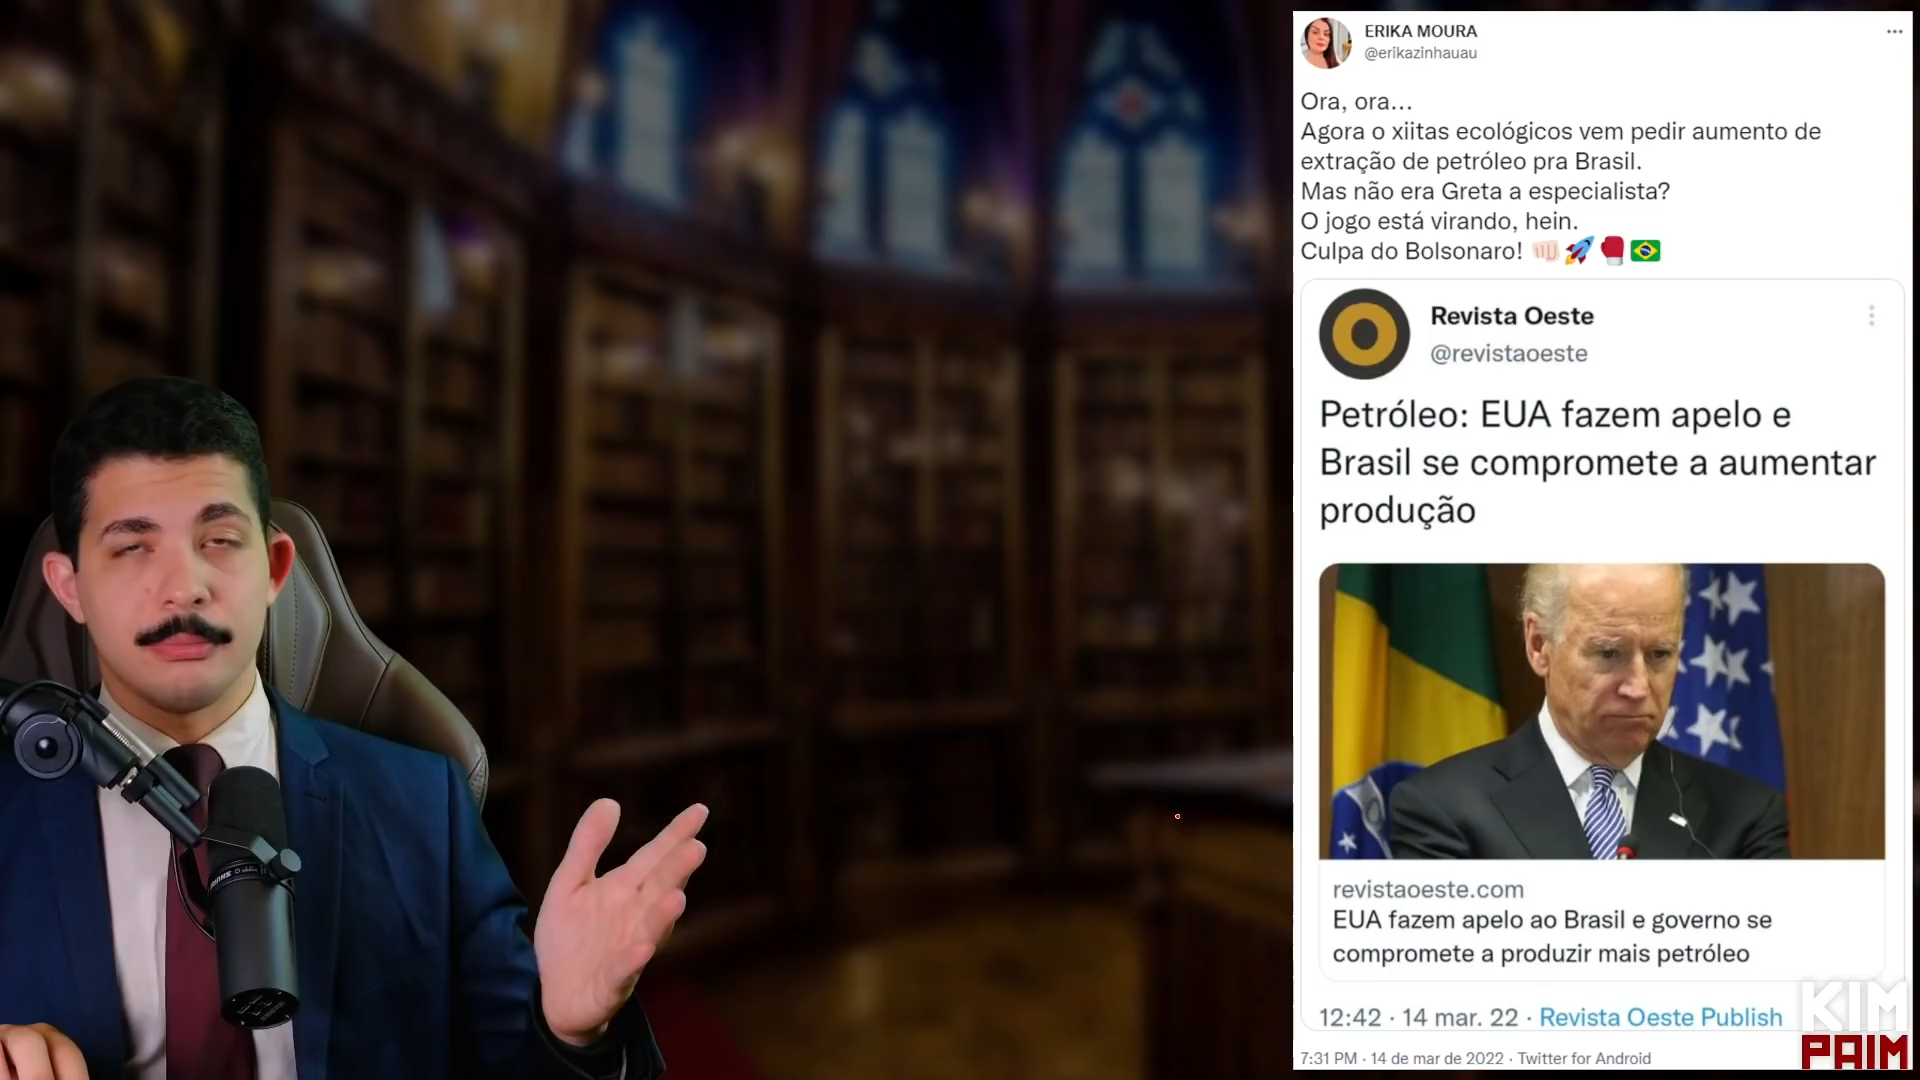 ERIKA MOURA
@erikazinhauau
Ora, ora...
Agora o xiitas ecológicos vem pedir aumento de
extração de petróleo pra Brasil.
Mas não era Greta a especialista?
O jogo está virando, hein.
Culpa do Bolsonaro! 👊🏻🚀🥊🇧🇷
Revista Oeste
@revistaoeste
Petróleo: EUA fazem apelo e
Brasil se compromete a aumentar
produção
revistaoeste.com
EUA fazem apelo ao Brasil e governo se
compromete a produzir mais petróleo
12:42 · 14 mar. 22 · Revista Oeste Publish
7:31 PM · 14 de mar de 2022 · Twitter for Android
KIM
PAIM